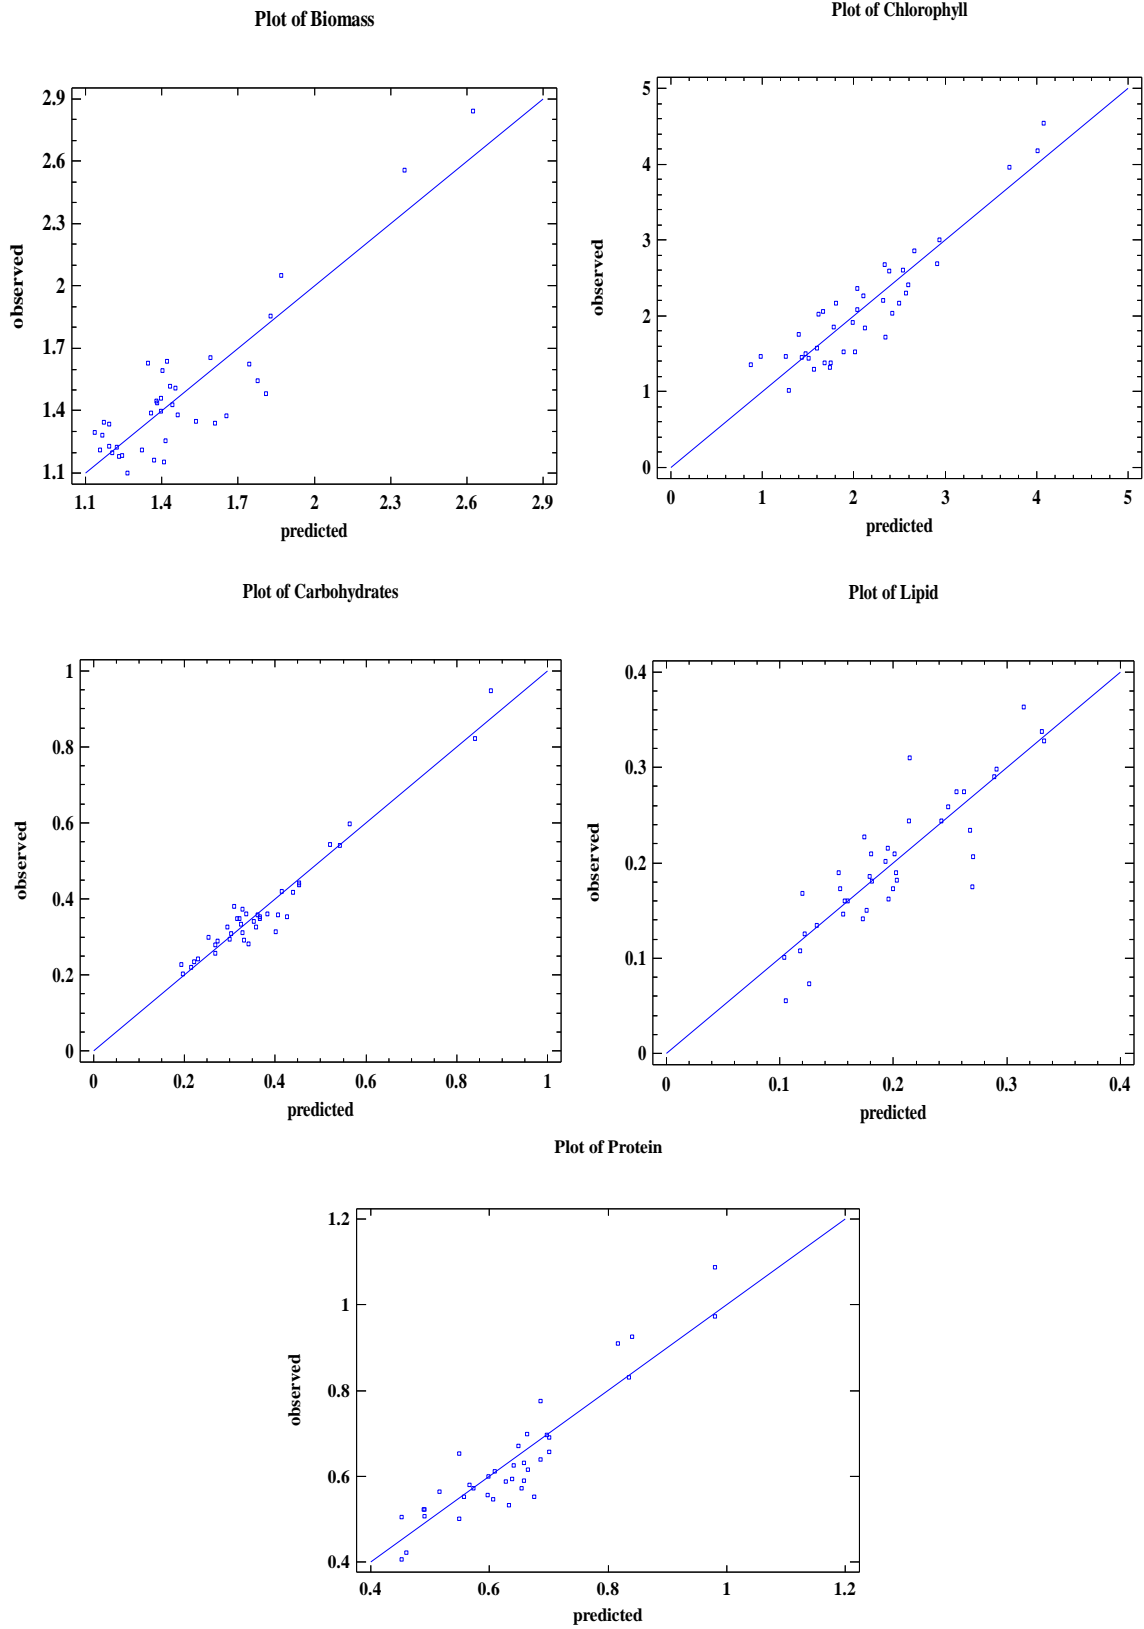 Plot of Biomass
2.9
2.6
2.3
2
1.7
1.4
1.1
observed
1.1 1.4 1.7 2 2.3 2.6 2.9
predicted
Plot of Chlorophyll
5
4
3
2
1
0
observed
0 1 2 3 4 5
predicted
Plot of Carbohydrates
1
0.8
0.6
0.4
0.2
0
observed
0 0.2 0.4 0.6 0.8 1
predicted
Plot of Lipid
0.4
0.3
0.2
0.1
0
observed
0 0.1 0.2 0.3 0.4
predicted
Plot of Protein
1.2
1
0.8
0.6
0.4
observed
0.4 0.6 0.8 1 1.2
predicted